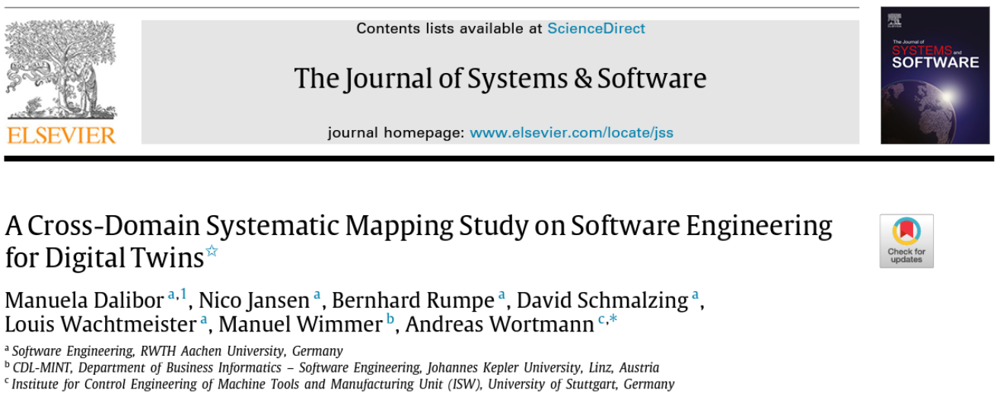 Contents lists available at ScienceDirect
The Journal of Systems & Software
journal homepage: www.elsevier.com/locate/jss
ELSEVIER
The Journal of
SYSTEMS and
SOFTWARE
A Cross-Domain Systematic Mapping Study on Software Engineering
for Digital Twins☆
Check for
updates
Manuela Dalibor a,1, Nico Jansen a, Bernhard Rumpe a, David Schmalzing a,
Louis Wachtmeister a, Manuel Wimmer b, Andreas Wortmann c,*
a Software Engineering, RWTH Aachen University, Germany
b CDL-MINT, Department of Business Informatics – Software Engineering, Johannes Kepler University, Linz, Austria
c Institute for Control Engineering of Machine Tools and Manufacturing Unit (ISW), University of Stuttgart, Germany